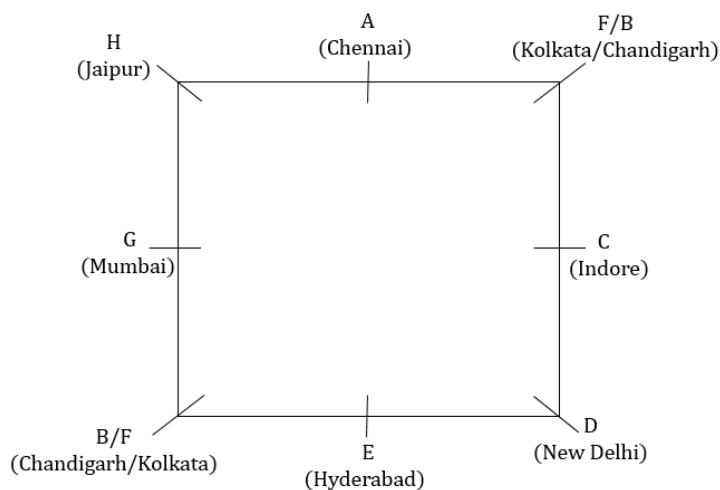 H
(Jaipur)
A
(Chennai)
F/B
(Kolkata/Chandigarh)
G
(Mumbai)
C
(Indore)
B/F
(Chandigarh/Kolkata)
E
(Hyderabad)
D
(New Delhi)